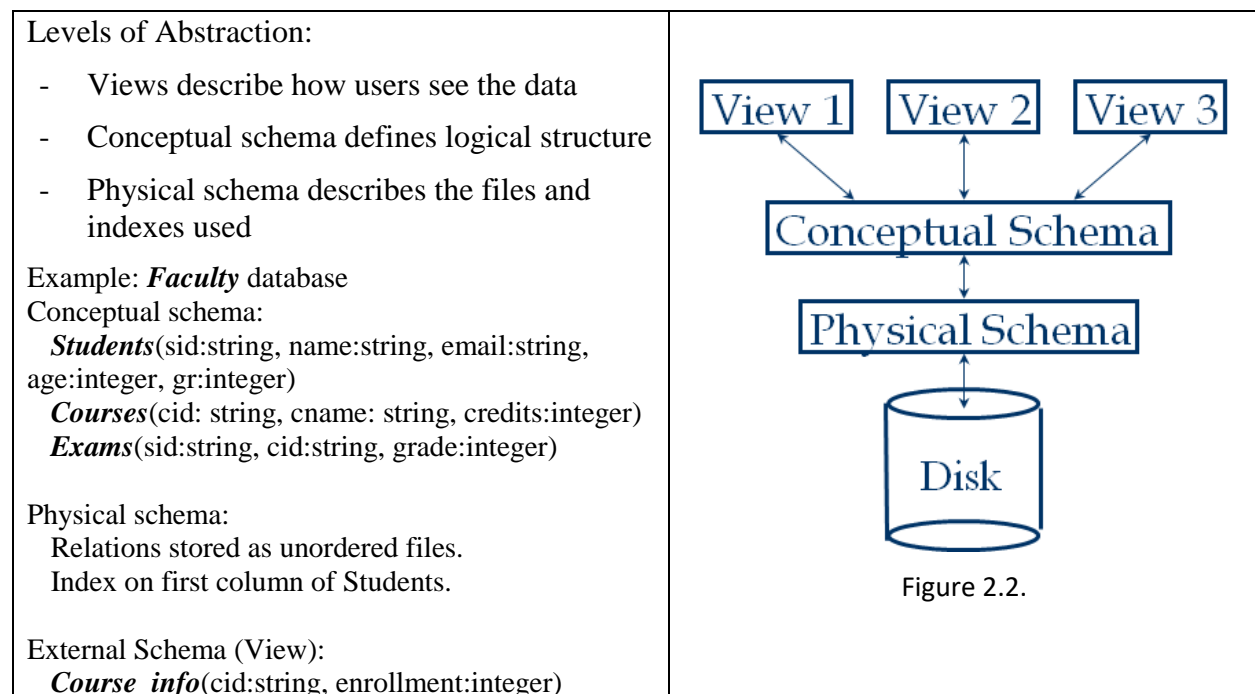 Levels of Abstraction:
- Views describe how users see the data
- Conceptual schema defines logical structure
- Physical schema describes the files and
indexes used
Example: Faculty database
Conceptual schema:
Students(sid:string, name:string, email:string,
age:integer, gr:integer)
Courses(cid: string, cname: string, credits:integer)
Exams(sid:string, cid:string, grade:integer)
Physical schema:
Relations stored as unordered files.
Index on first column of Students.
External Schema (View):
Course_info(cid:string, enrollment:integer)
View 1 View 2 View 3
Conceptual Schema
Physical Schema
Disk
Figure 2.2.